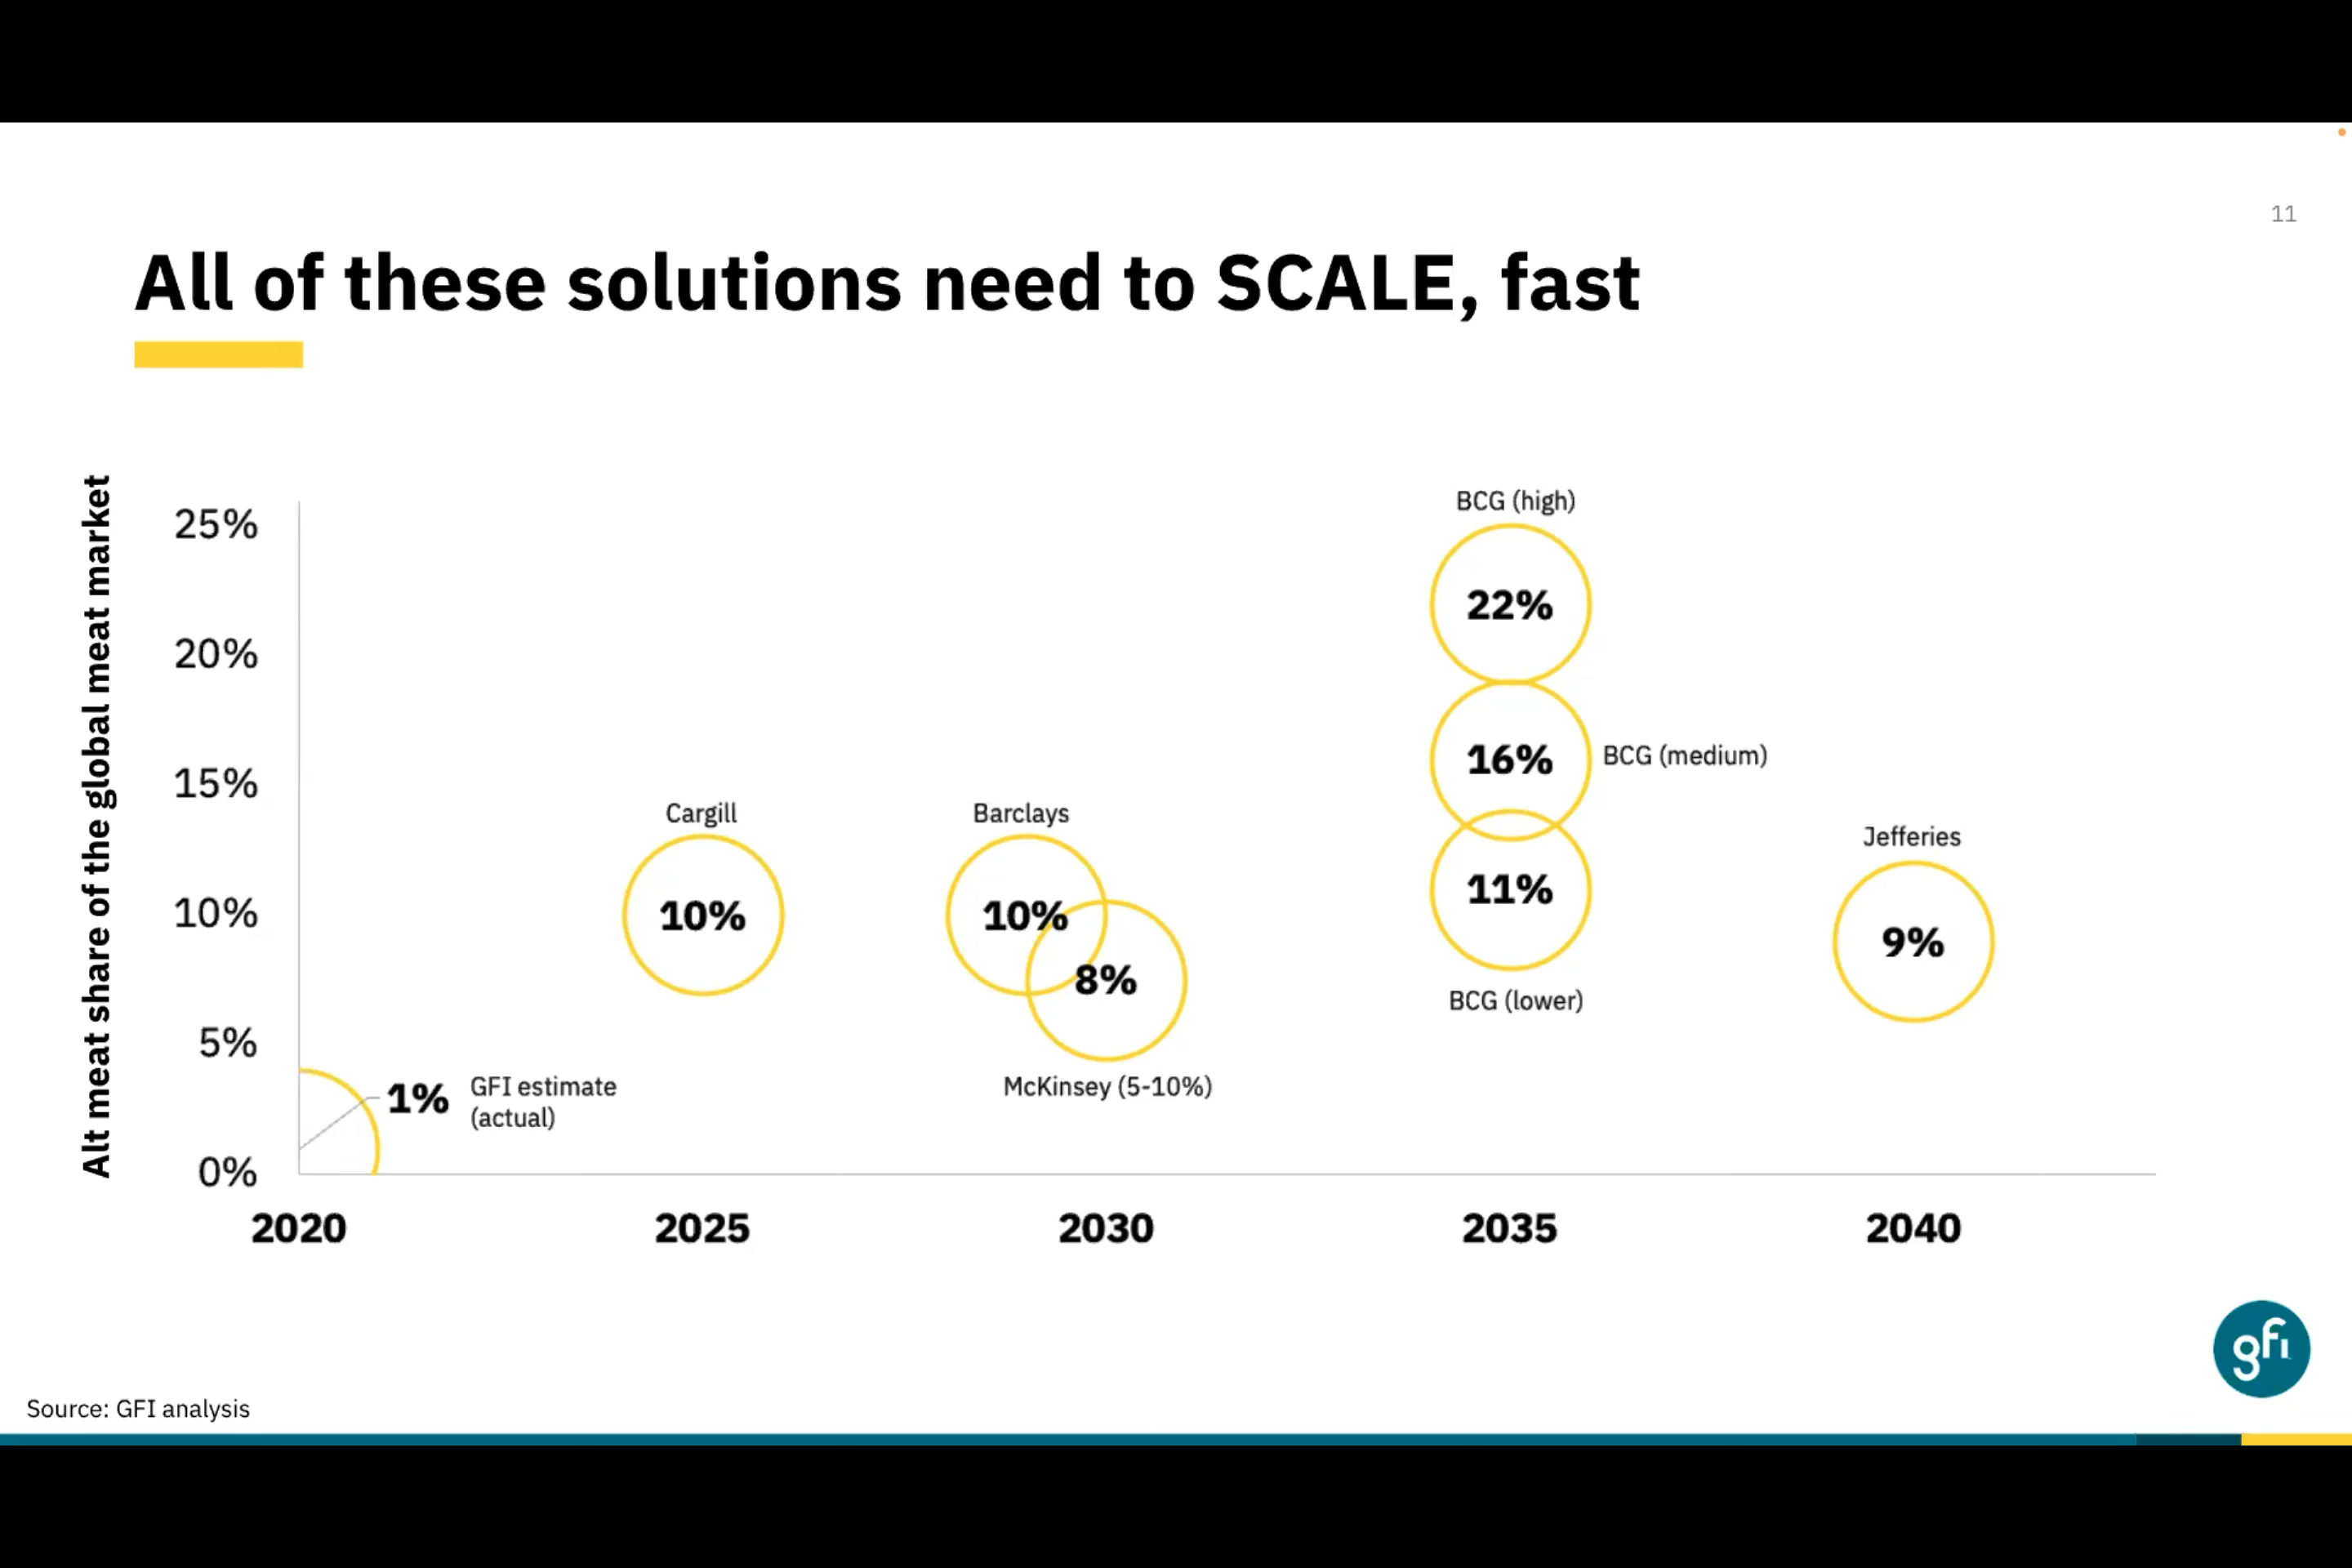 11
All of these solutions need to SCALE, fast
Alt meat share of the global meat market
25%
20%
15%
10%
5%
0%
1%
GFI estimate
(actual)
Cargill
10%
Barclays
10%
8%
McKinsey (5-10%)
BCG (high)
22%
16%
BCG (medium)
11%
BCG (lower)
Jefferies
9%
2020
2025
2030
2035
2040
gfi
Source: GFI analysis